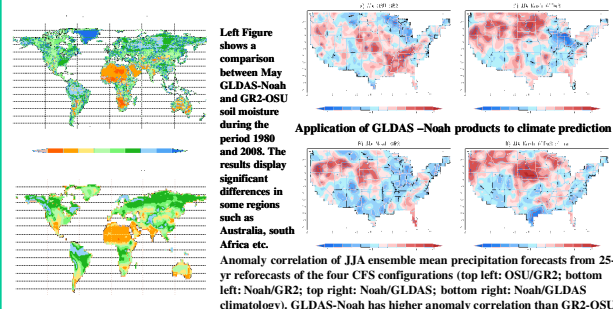 Left Figure
shows a
comparison
between May
GLDAS-Noah
and GR2-OSU
soil moisture
during the
period 1980
and 2008. The
results display
significant
differences in
some regions
such as
Australia, south
Africa etc.
Application of GLDAS –Noah products to climate prediction
Anomaly correlation of JJA ensemble mean precipitation forecasts from 25-
yr reforecasts of the four CFS configurations (top left: OSU/GR2; bottom
left: Noah/GR2; top right: Noah/GLDAS; bottom right: Noah/GLDAS
climatology). GLDAS-Noah has higher anomaly correlation than GR2-OSU